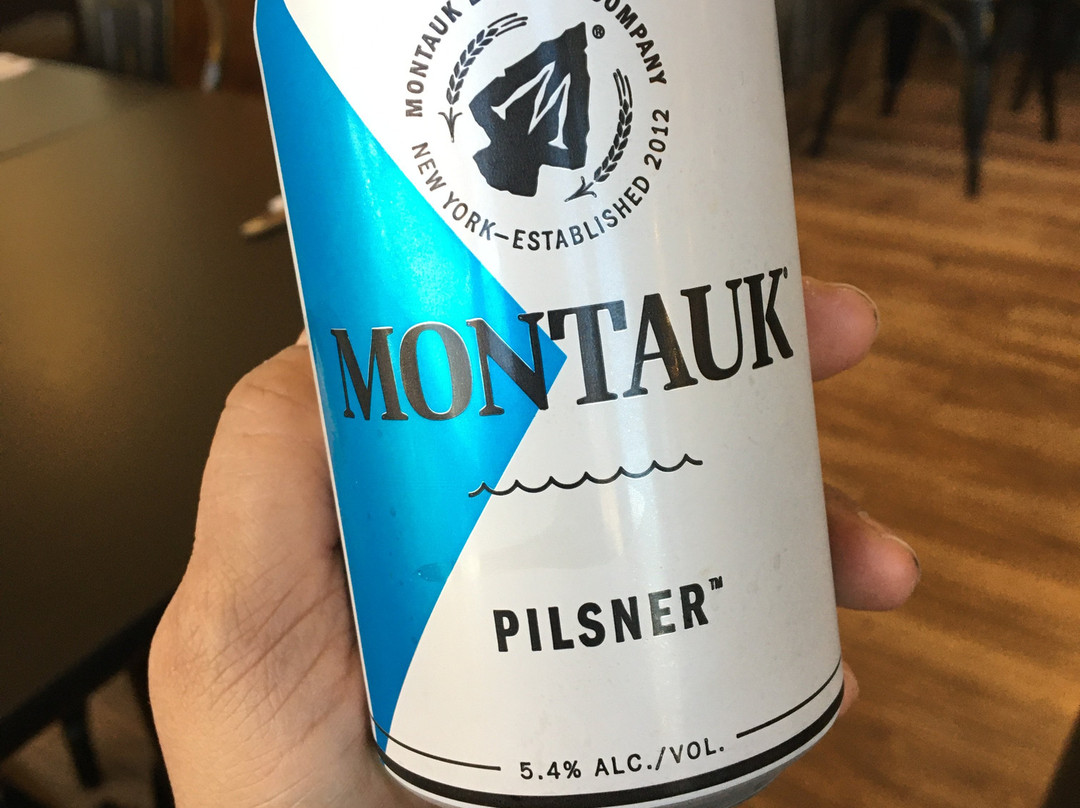 MONTAUK COMPANY
M ®
NEW YORK—ESTABLISHED 2012
MONTAUK®
PILSNER™
5.4% ALC./VOL.